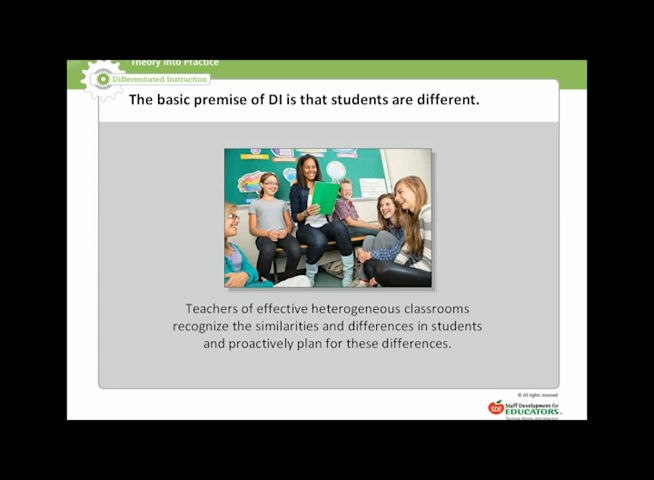 Theory Into Practice
Differentiated Instruction
The basic premise of DI is that students are different.
Teachers of effective heterogeneous classrooms
recognize the similarities and differences in students
and proactively plan for these differences.
© All rights reserved
SDE Staff Development for
EDUCATORS